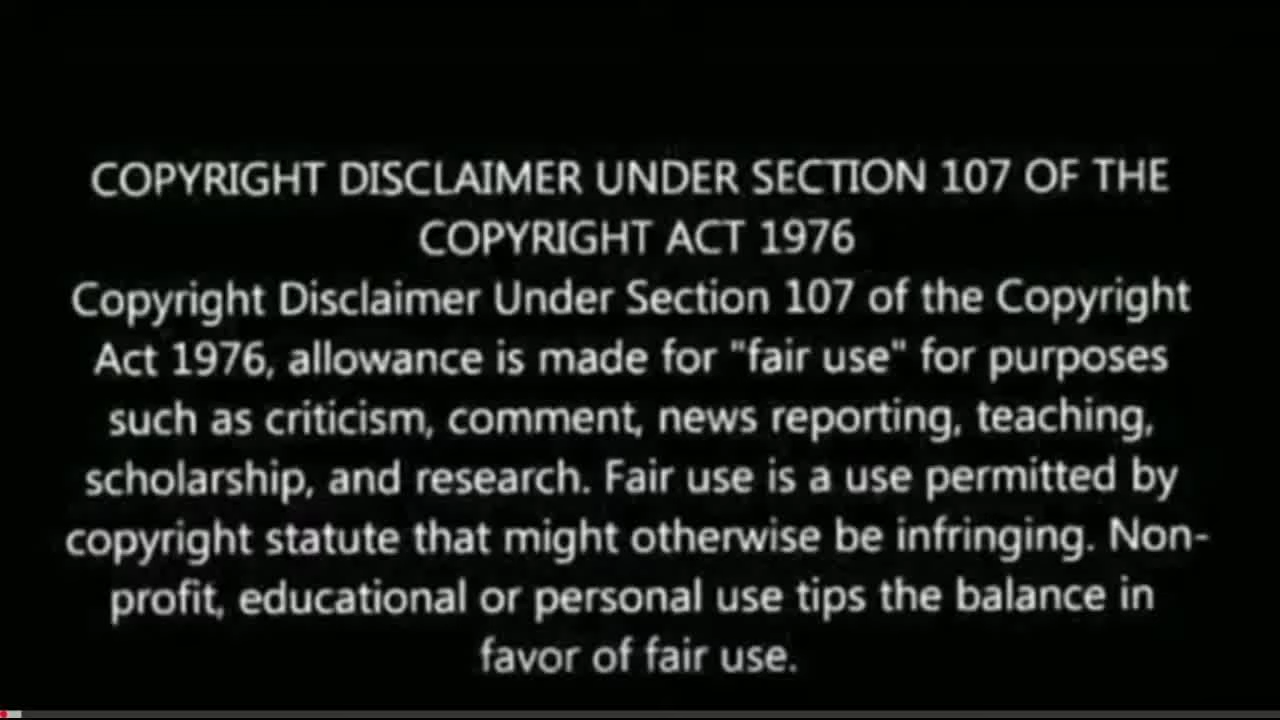 COPYRIGHT DISCLAIMER UNDER SECTION 107 OF THE
COPYRIGHT ACT 1976
Copyright Disclaimer Under Section 107 of the Copyright
Act 1976, allowance is made for "fair use" for purposes
such as criticism, comment, news reporting, teaching,
scholarship, and research. Fair use is a use permitted by
copyright statute that might otherwise be infringing. Non-
profit, educational or personal use tips the balance in
favor of fair use.